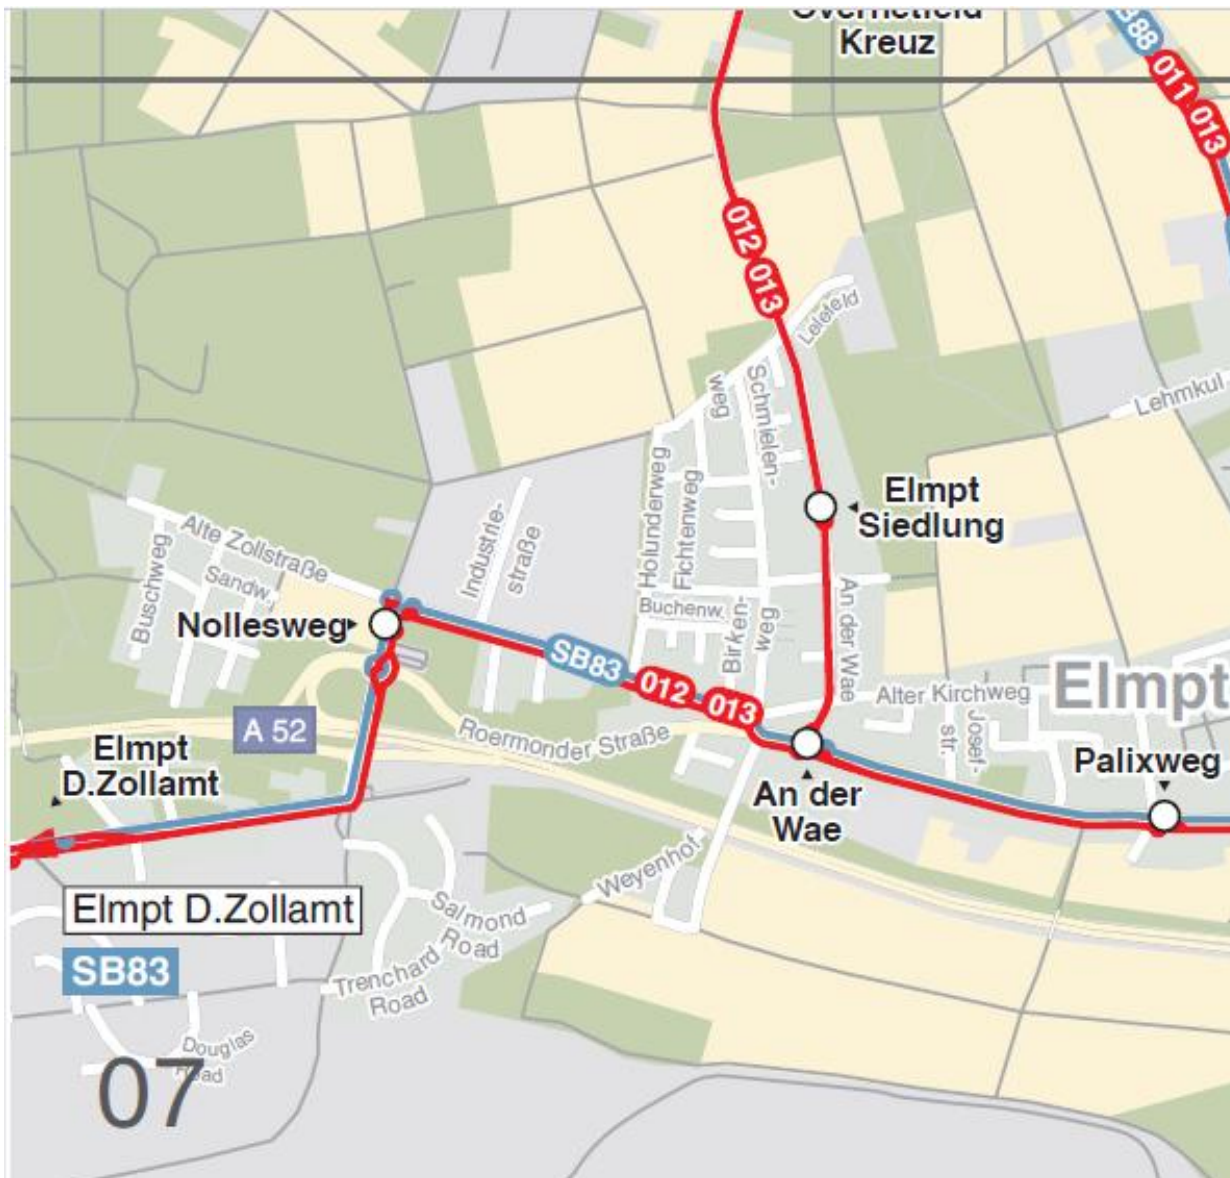 Kreuz
B88
011
013
012
013
Lelefeld
Schmielen-
weg
Lehmkul
Elmpt
Siedlung
Holunderweg
Fichtenweg
Industrie-
straße
Alte Zollstraße
Sandw.
Buschweg
Nollesweg
Buchenw.
Birken-
weg
An der Wae
SB83
012
013
Alter Kirchweg
Elmpt
Josef-
str.
A 52
Roermonder Straße
Elmpt
D.Zollamt
Palixweg
An der
Wae
Weyenhof
Elmpt D.Zollamt
SB83
Salmond
Road
Trenchard
Road
Douglas
Road
07